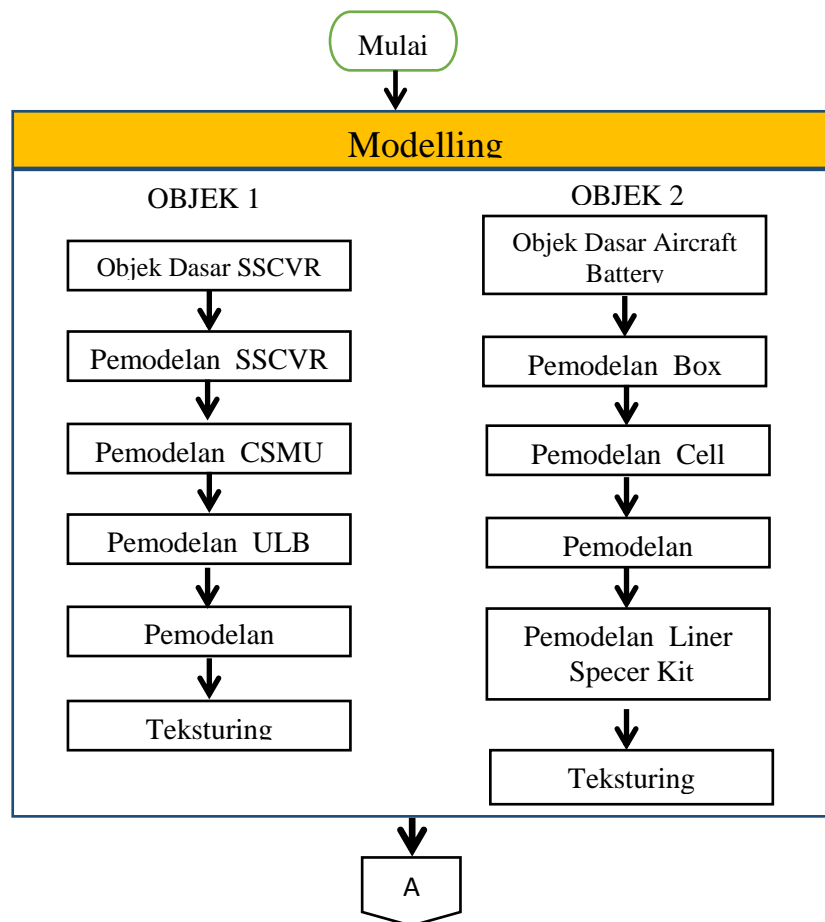 Mulai
Modelling
OBJEK 1
Objek Dasar SSCVR
Pemodelan SSCVR
Pemodelan CSMU
Pemodelan ULB
Pemodelan
Teksturing
OBJEK 2
Objek Dasar Aircraft
Battery
Pemodelan Box
Pemodelan Cell
Pemodelan
Pemodelan Liner
Specer Kit
Teksturing
A